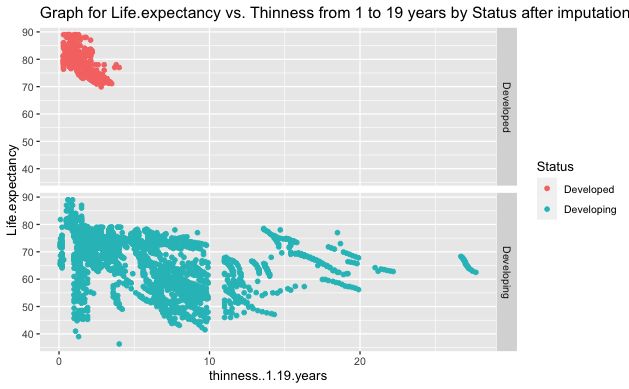 Graph for Life.expectancy vs. Thinness from 1 to 19 years by Status after imputation
90
80
70
60
50
40
Developed
90
80
70
60
50
40
Developing
Life.expectancy
0
10
20
thinness..1.19.years
Status
Developed
Developing